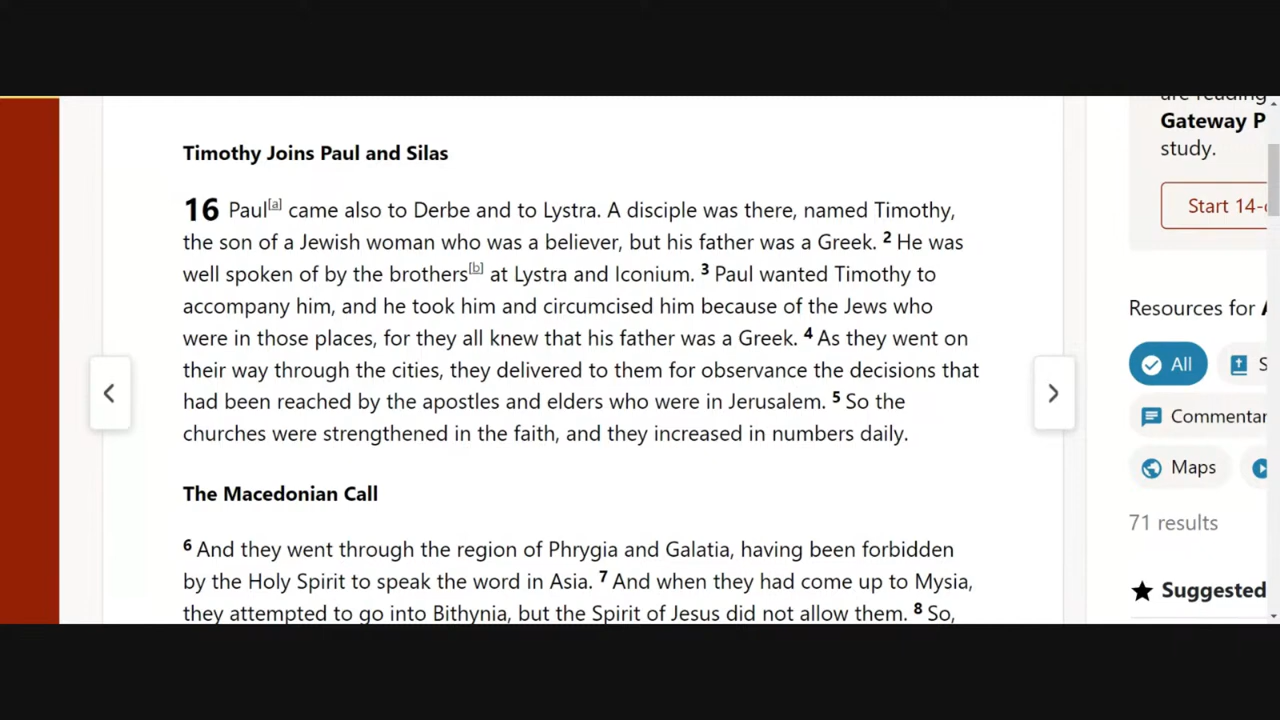 Timothy Joins Paul and Silas
16 Paul[a] came also to Derbe and to Lystra. A disciple was there, named Timothy,
the son of a Jewish woman who was a believer, but his father was a Greek. 2 He was
well spoken of by the brothers[b] at Lystra and Iconium. 3 Paul wanted Timothy to
accompany him, and he took him and circumcised him because of the Jews who
were in those places, for they all knew that his father was a Greek. 4 As they went on
their way through the cities, they delivered to them for observance the decisions that
had been reached by the apostles and elders who were in Jerusalem. 5 So the
churches were strengthened in the faith, and they increased in numbers daily.
The Macedonian Call
6 And they went through the region of Phrygia and Galatia, having been forbidden
by the Holy Spirit to speak the word in Asia. 7 And when they had come up to Mysia,
they attempted to go into Bithynia, but the Spirit of Jesus did not allow them. 8 So,
are reading
Gateway P
study.
Start 14-
Resources for A
All
S
Commentar
Maps
71 results
Suggested